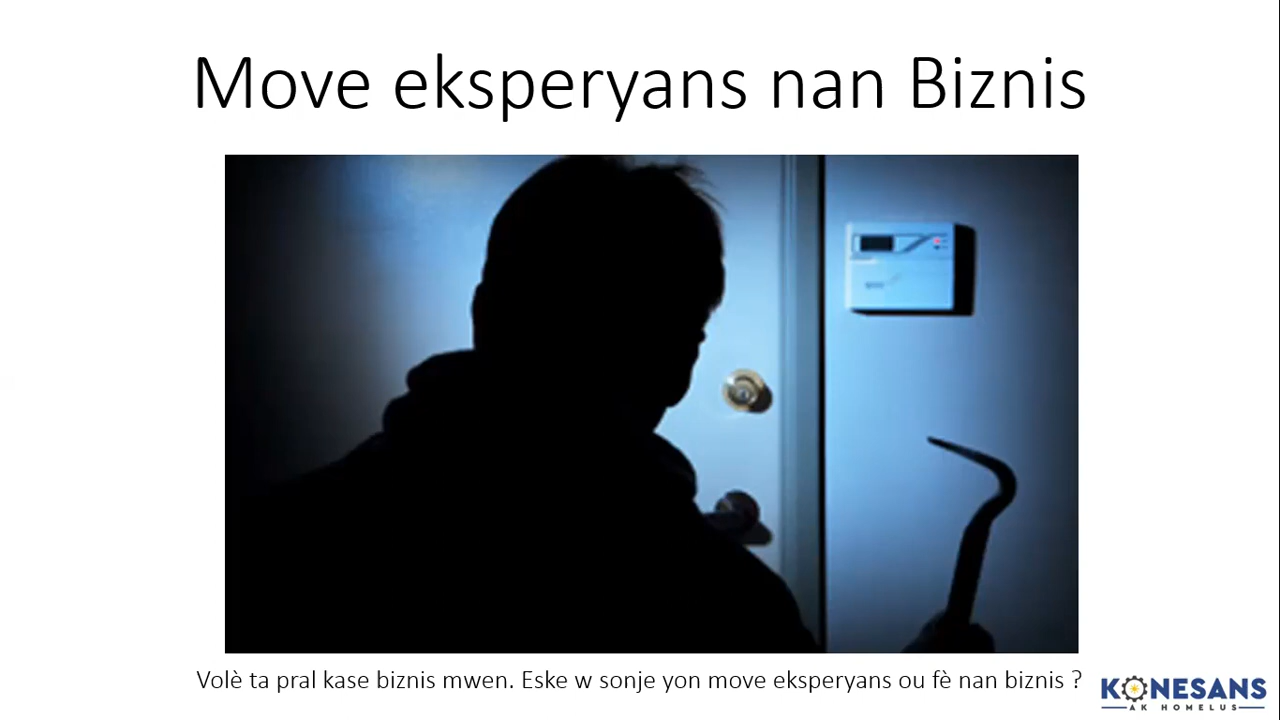 Move eksperyans nan Biznis
Volè ta pral kase biznis mwen. Eske w sonje yon move eksperyans ou fè nan biznis ?
KONESANS
AK HOMELUS